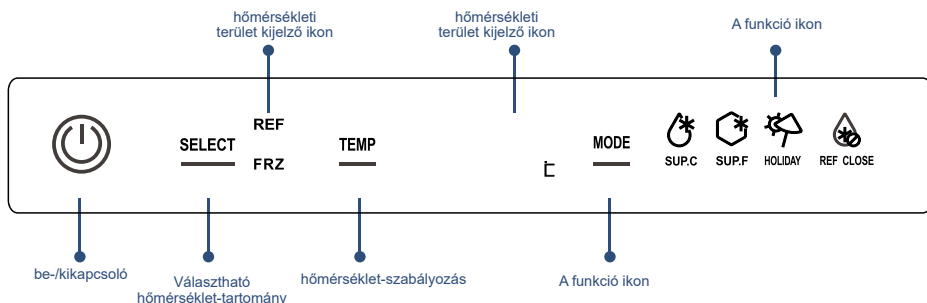 hőmérsékleti
terület kijelző ikon
hőmérsékleti
terület kijelző ikon
A funkció ikon
SELECT
REF
FRZ
TEMP
MODE
SUP.C
SUP.F
HOLIDAY
REF CLOSE
be-/kikapcsoló
Választható
hőmérséklet-tartomány
hőmérséklet-szabályozás
A funkció ikon